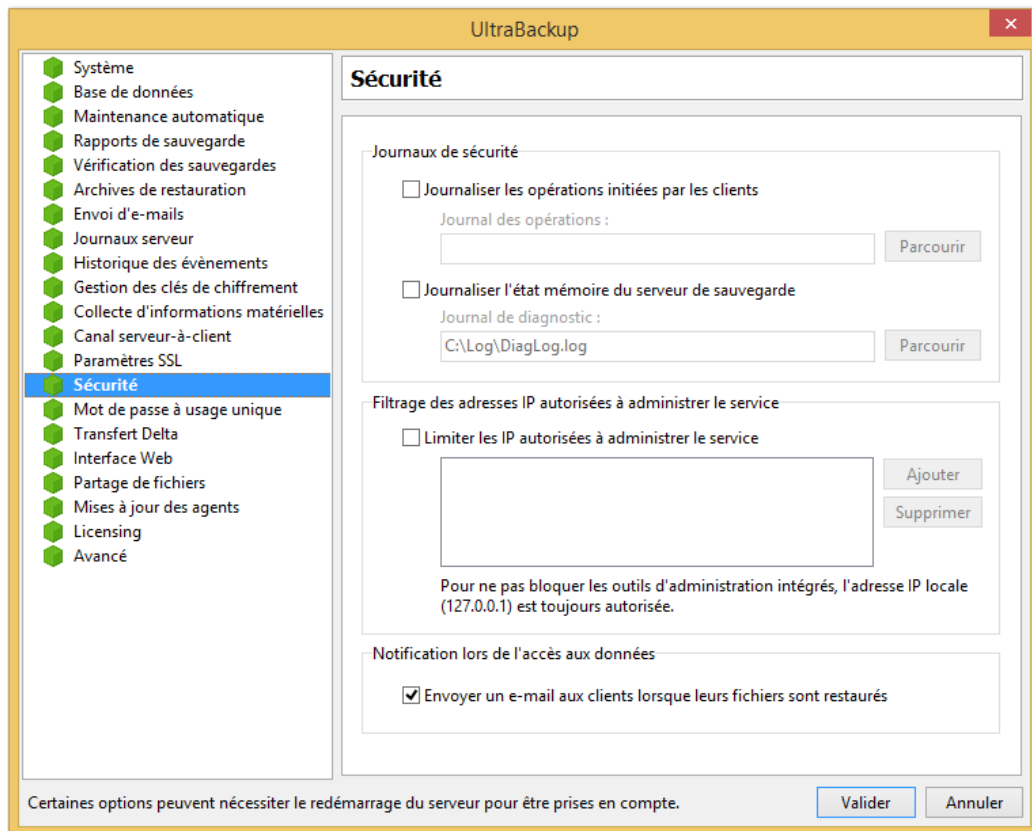 UltraBackup
Système
Base de données
Maintenance automatique
Rapports de sauvegarde
Vérification des sauvegardes
Archives de restauration
Envoi d'e-mails
Journaux serveur
Historique des évènements
Gestion des clés de chiffrement
Collecte d'informations matérielles
Canal serveur-à-client
Paramètres SSL
Sécurité
Mot de passe à usage unique
Transfert Delta
Interface Web
Partage de fichiers
Mises à jour des agents
Licensing
Avancé
Sécurité
Journaux de sécurité
Journaliser les opérations initiées par les clients
Journal des opérations :
Parcourir
Journaliser l'état mémoire du serveur de sauvegarde
Journal de diagnostic :
C:\Log\DiagLog.log
Parcourir
Filtrage des adresses IP autorisées à administrer le service
Limiter les IP autorisées à administrer le service
Ajouter
Supprimer
Pour ne pas bloquer les outils d'administration intégrés, l'adresse IP locale
(127.0.0.1) est toujours autorisée.
Notification lors de l'accès aux données
Envoyer un e-mail aux clients lorsque leurs fichiers sont restaurés
Certaines options peuvent nécessiter le redémarrage du serveur pour être prises en compte.
Valider
Annuler